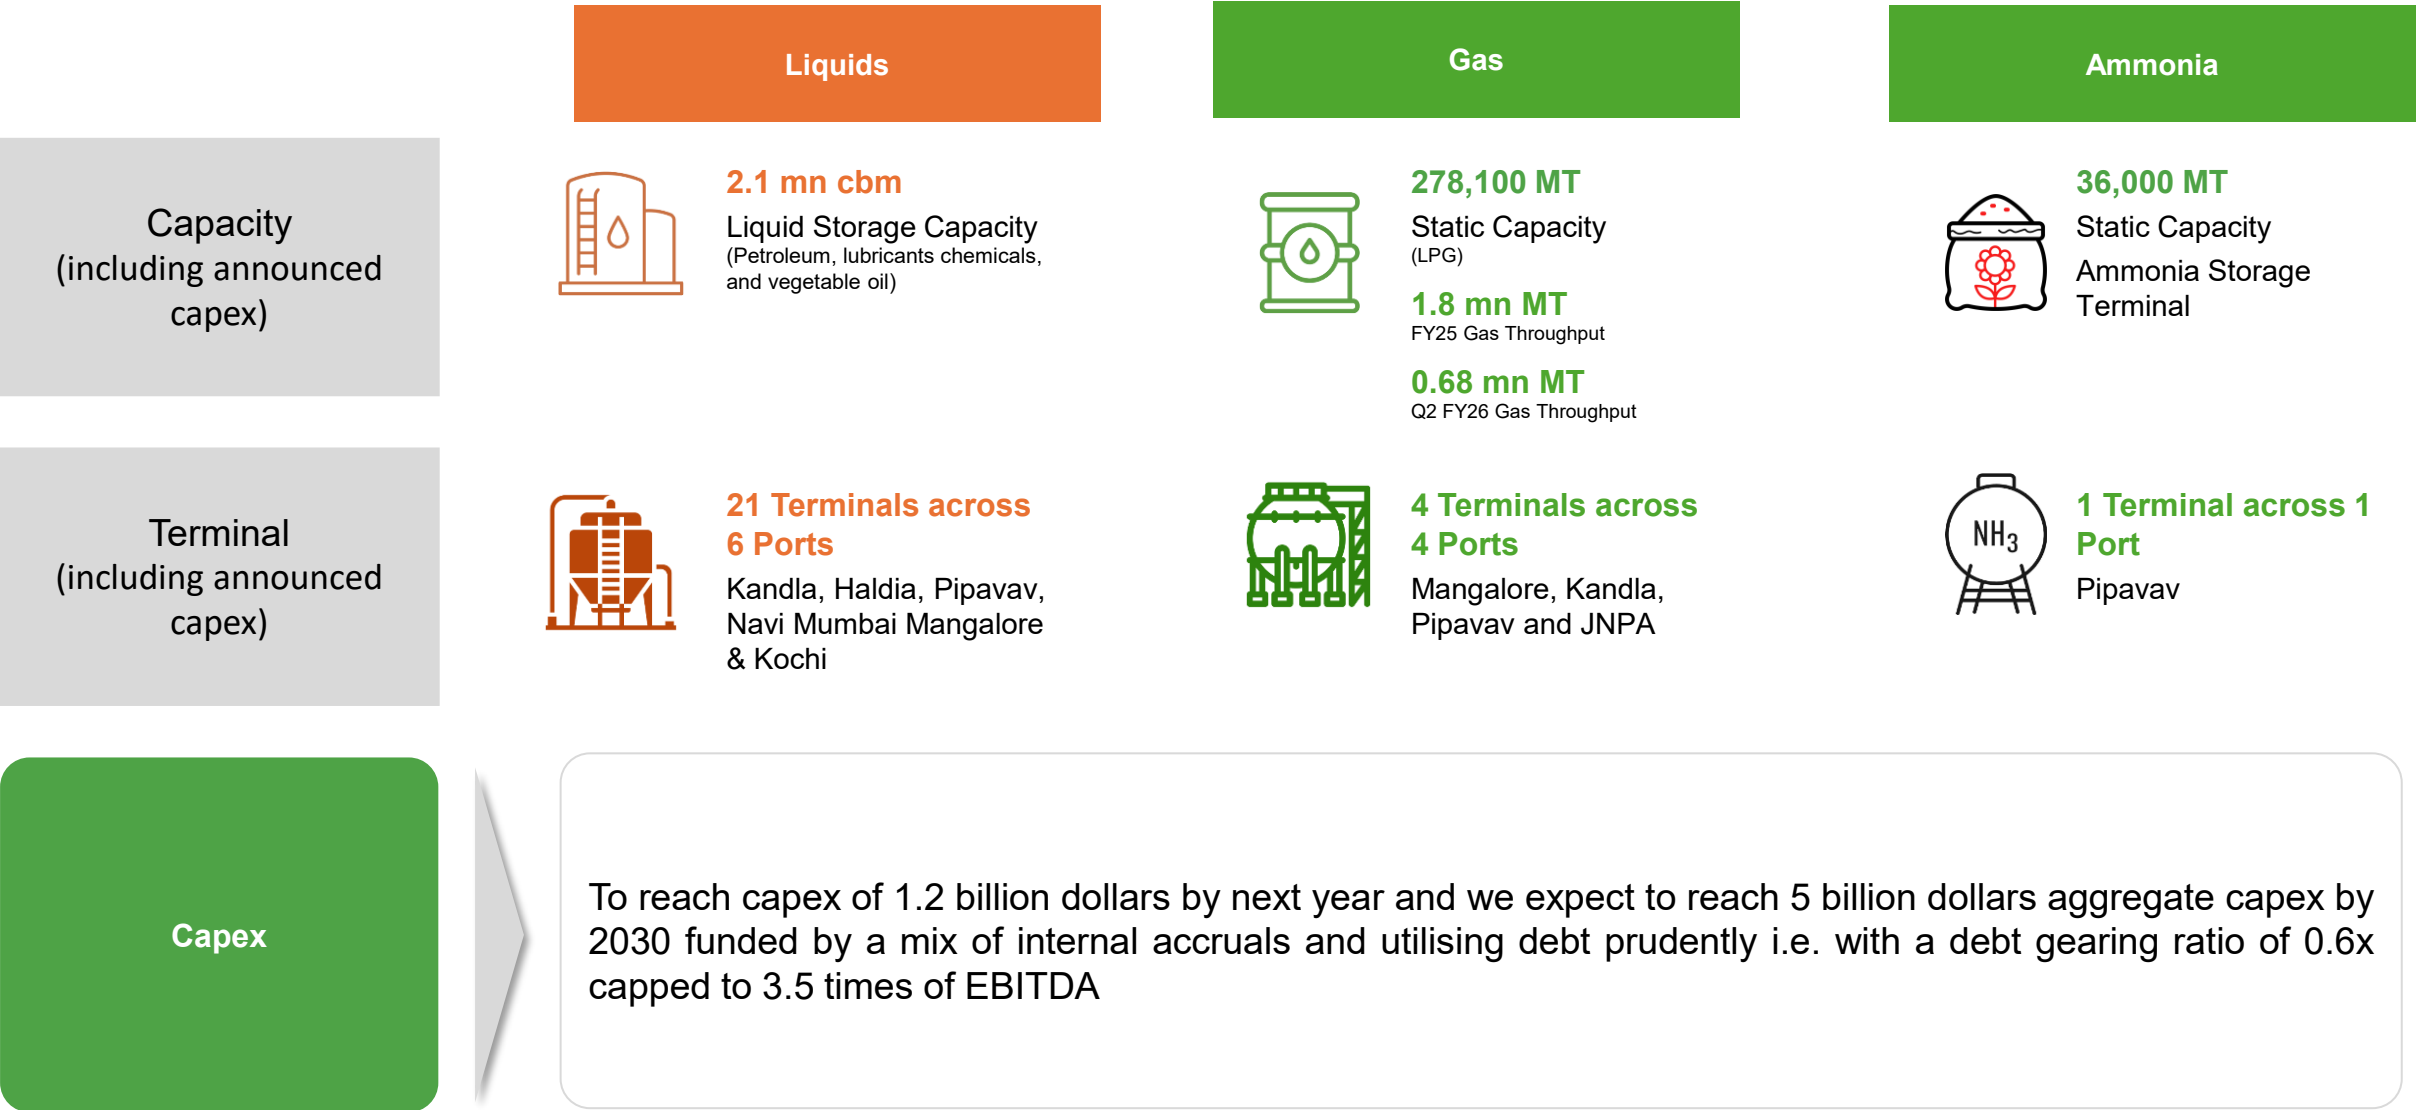 Liquids
Gas
Ammonia
Capacity
(including announced
capex)
2.1 mn cbm
Liquid Storage Capacity
(Petroleum, lubricants chemicals,
and vegetable oil)
278,100 MT
Static Capacity
(LPG)
1.8 mn MT
FY25 Gas Throughput
0.68 mn MT
Q2 FY26 Gas Throughput
36,000 MT
Static Capacity
Ammonia Storage
Terminal
Terminal
(including announced
capex)
21 Terminals across
6 Ports
Kandla, Haldia, Pipavav,
Navi Mumbai Mangalore
& Kochi
4 Terminals across
4 Ports
Mangalore, Kandla,
Pipavav and JNPA
NH3
1 Terminal across 1
Port
Pipavav
Capex
To reach capex of 1.2 billion dollars by next year and we expect to reach 5 billion dollars aggregate capex by
2030 funded by a mix of internal accruals and utilising debt prudently i.e. with a debt gearing ratio of 0.6x
capped to 3.5 times of EBITDA